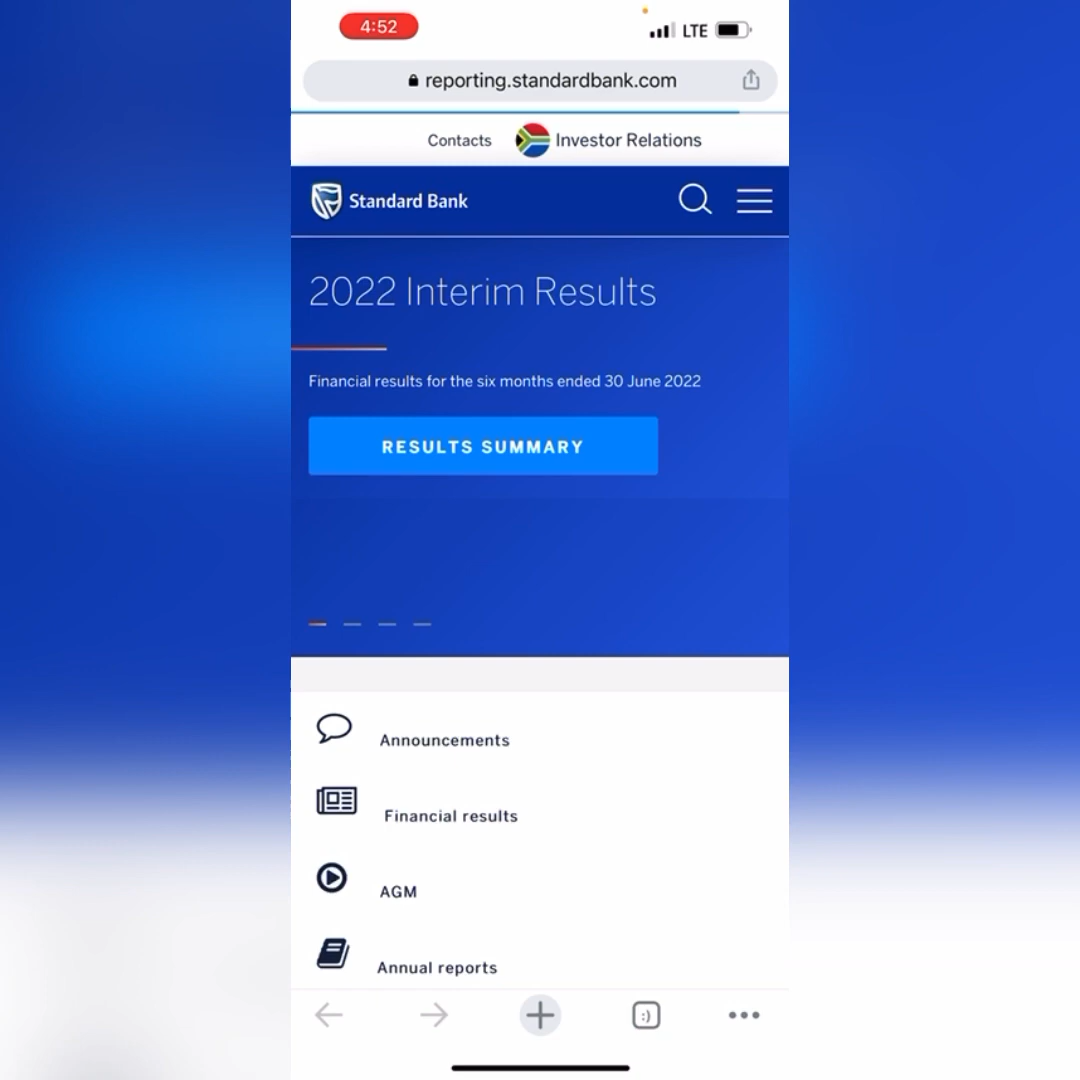 4:52
LTE
reporting.standardbank.com
Contacts Investor Relations
Standard Bank
2022 Interim Results
Financial results for the six months ended 30 June 2022
RESULTS SUMMARY
Announcements
Financial results
AGM
Annual reports
:)